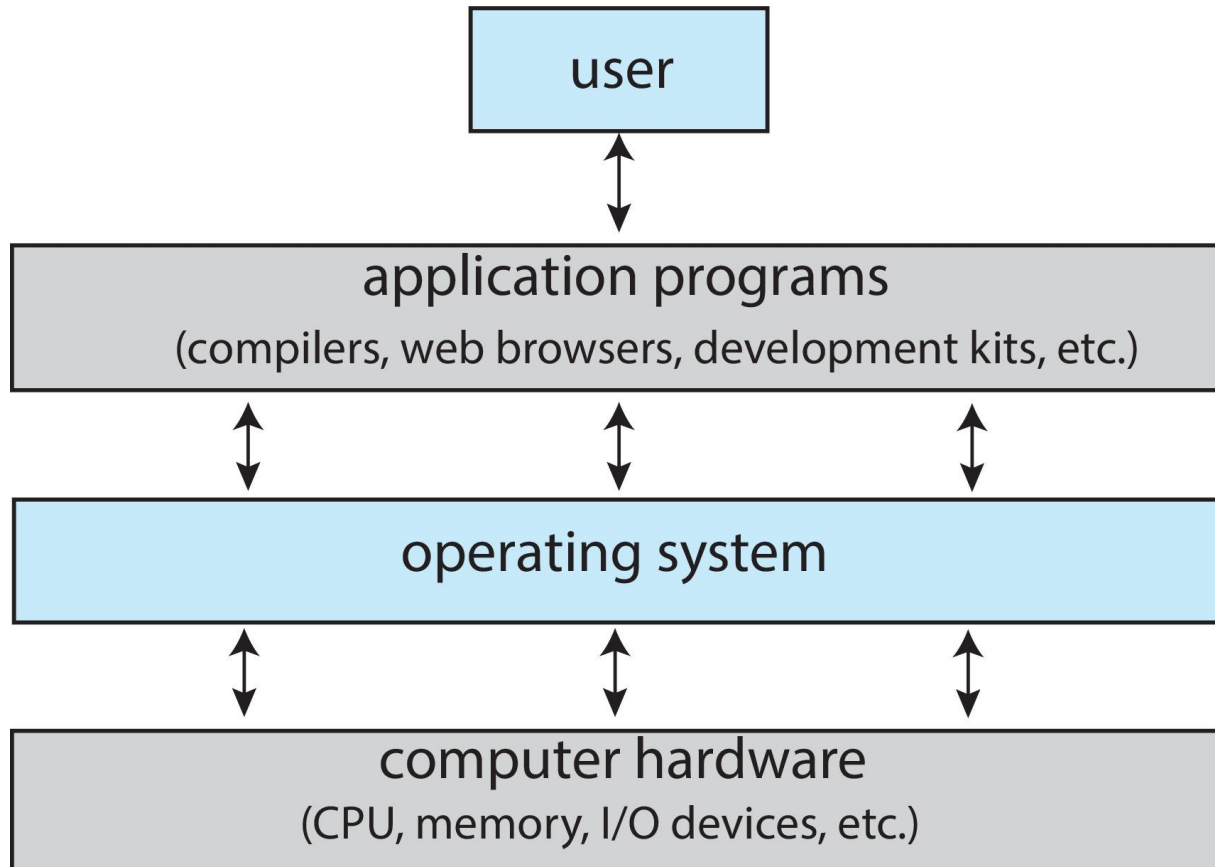 user
application programs
(compilers, web browsers, development kits, etc.)
operating system
computer hardware
(CPU, memory, I/O devices, etc.)